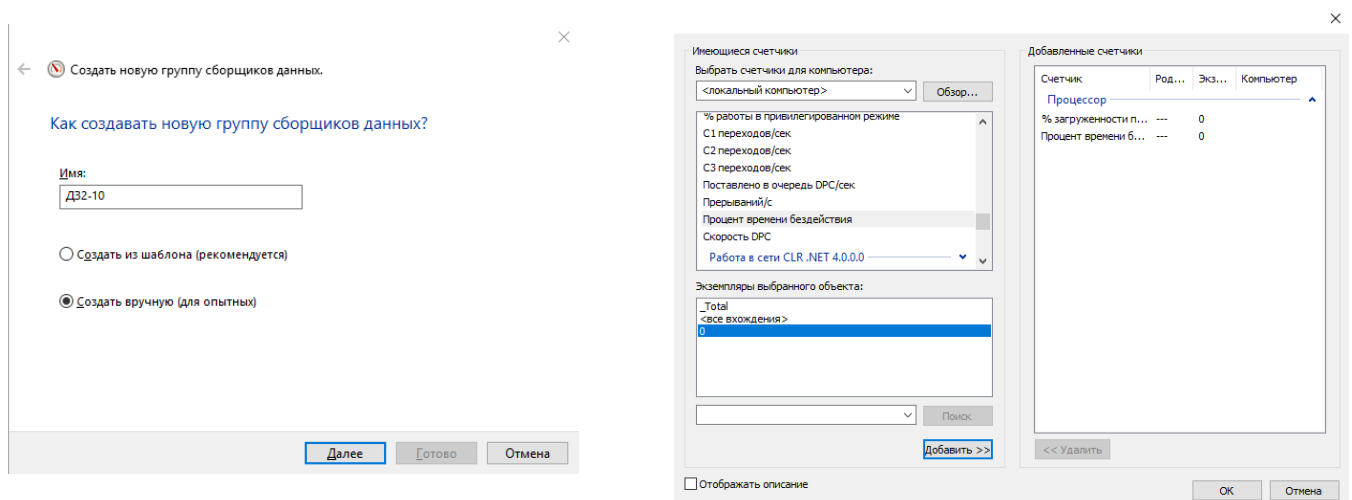 Создать новую группу сборщиков данных.
Как создавать новую группу сборщиков данных?
Имя:
ДЗ2-10
Создать из шаблона (рекомендуется)
Создать вручную (для опытных)
Далее
Готово
Отмена
Имеющиеся счетчики
Выбрать счетчики для компьютера:
<локальный компьютер>
Обзор...
% работы в привилегированном режиме
C1 переходов/сек
C2 переходов/сек
C3 переходов/сек
Поставлено в очередь DPC/сек
Прерываний/с
Процент времени бездействия
Скорость DPC
Работа в сети CLR .NET 4.0.0.0
Экземпляры выбранного объекта:
_Total
<все вхождения>
0
Поиск
Добавить >>
Отображать описание
Добавленные счетчики
Счетчик Род... Экз... Компьютер
Процессор
% загруженности п... --- 0
Процент времени б... --- 0
<< Удалить
ОК
Отмена